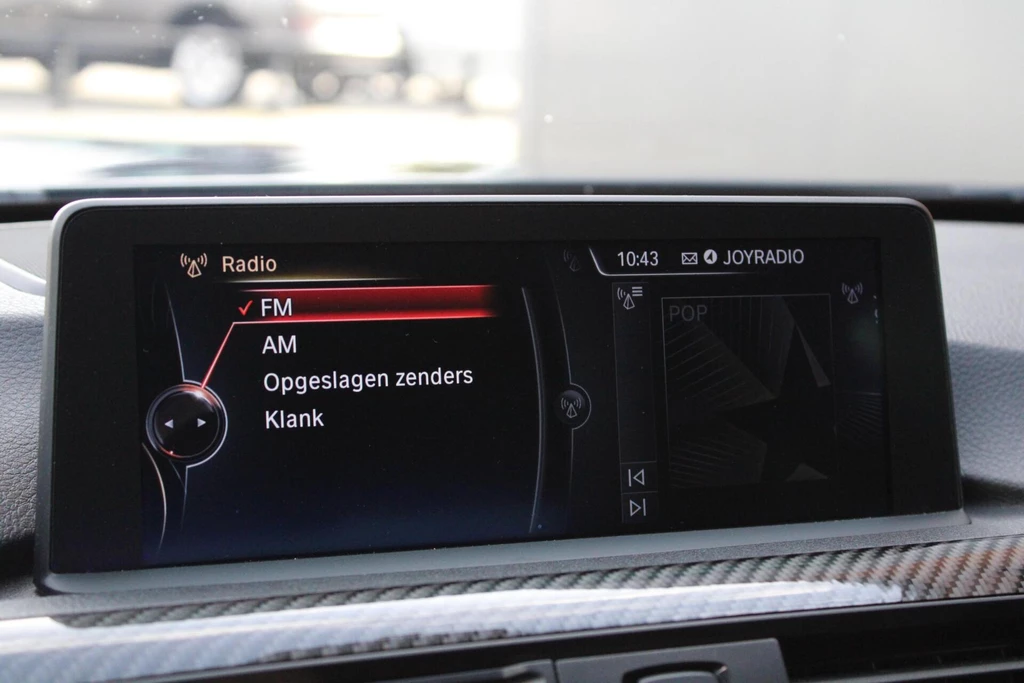 Radio
FM
AM
Opgeslagen zenders
Klank
10:43 JOYRADIO
POP